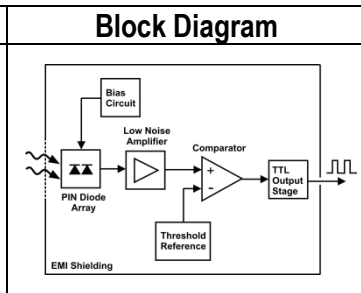 Block Diagram
Bias
Circuit
Low Noise
Amplifier
Comparator
+
-
TTL
Output
Stage
PIN Diode
Array
Threshold
Reference
EMI Shielding